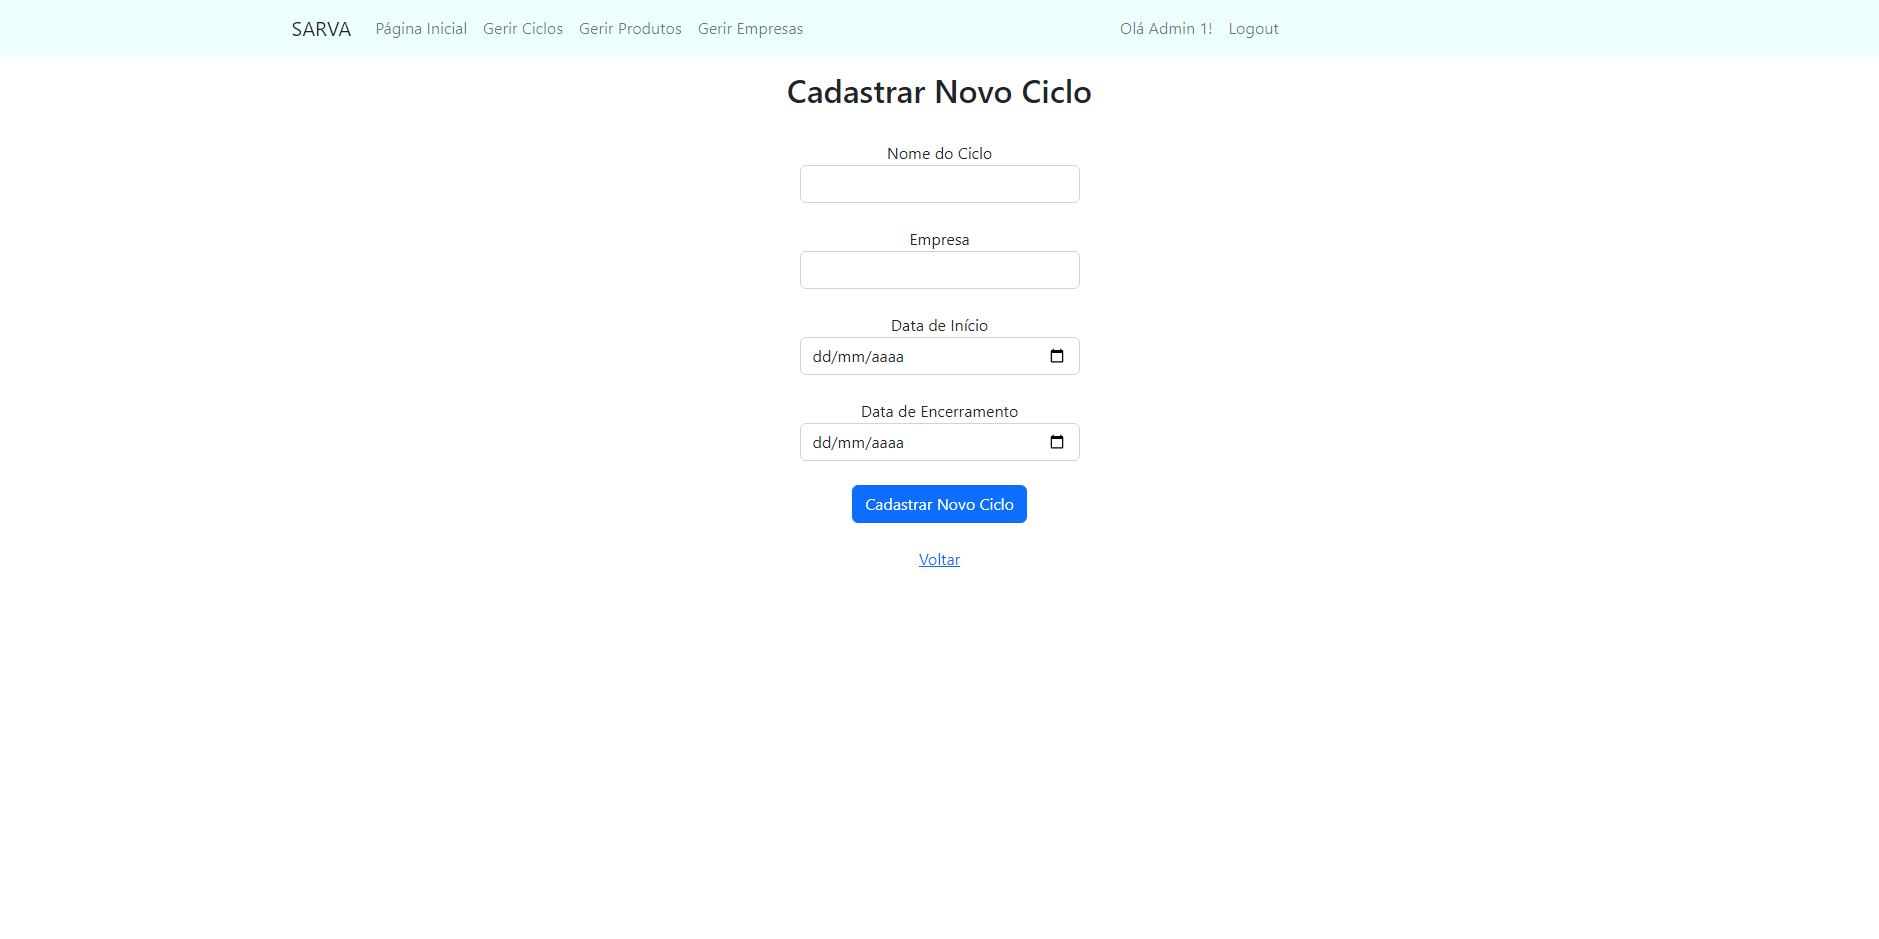 SARVA Página Inicial Gerir Ciclos Gerir Produtos Gerir Empresas Olá Admin 1! Logout
Cadastrar Novo Ciclo
Nome do Ciclo
Empresa
Data de Início
dd/mm/aaaa
Data de Encerramento
dd/mm/aaaa
Cadastrar Novo Ciclo
Voltar